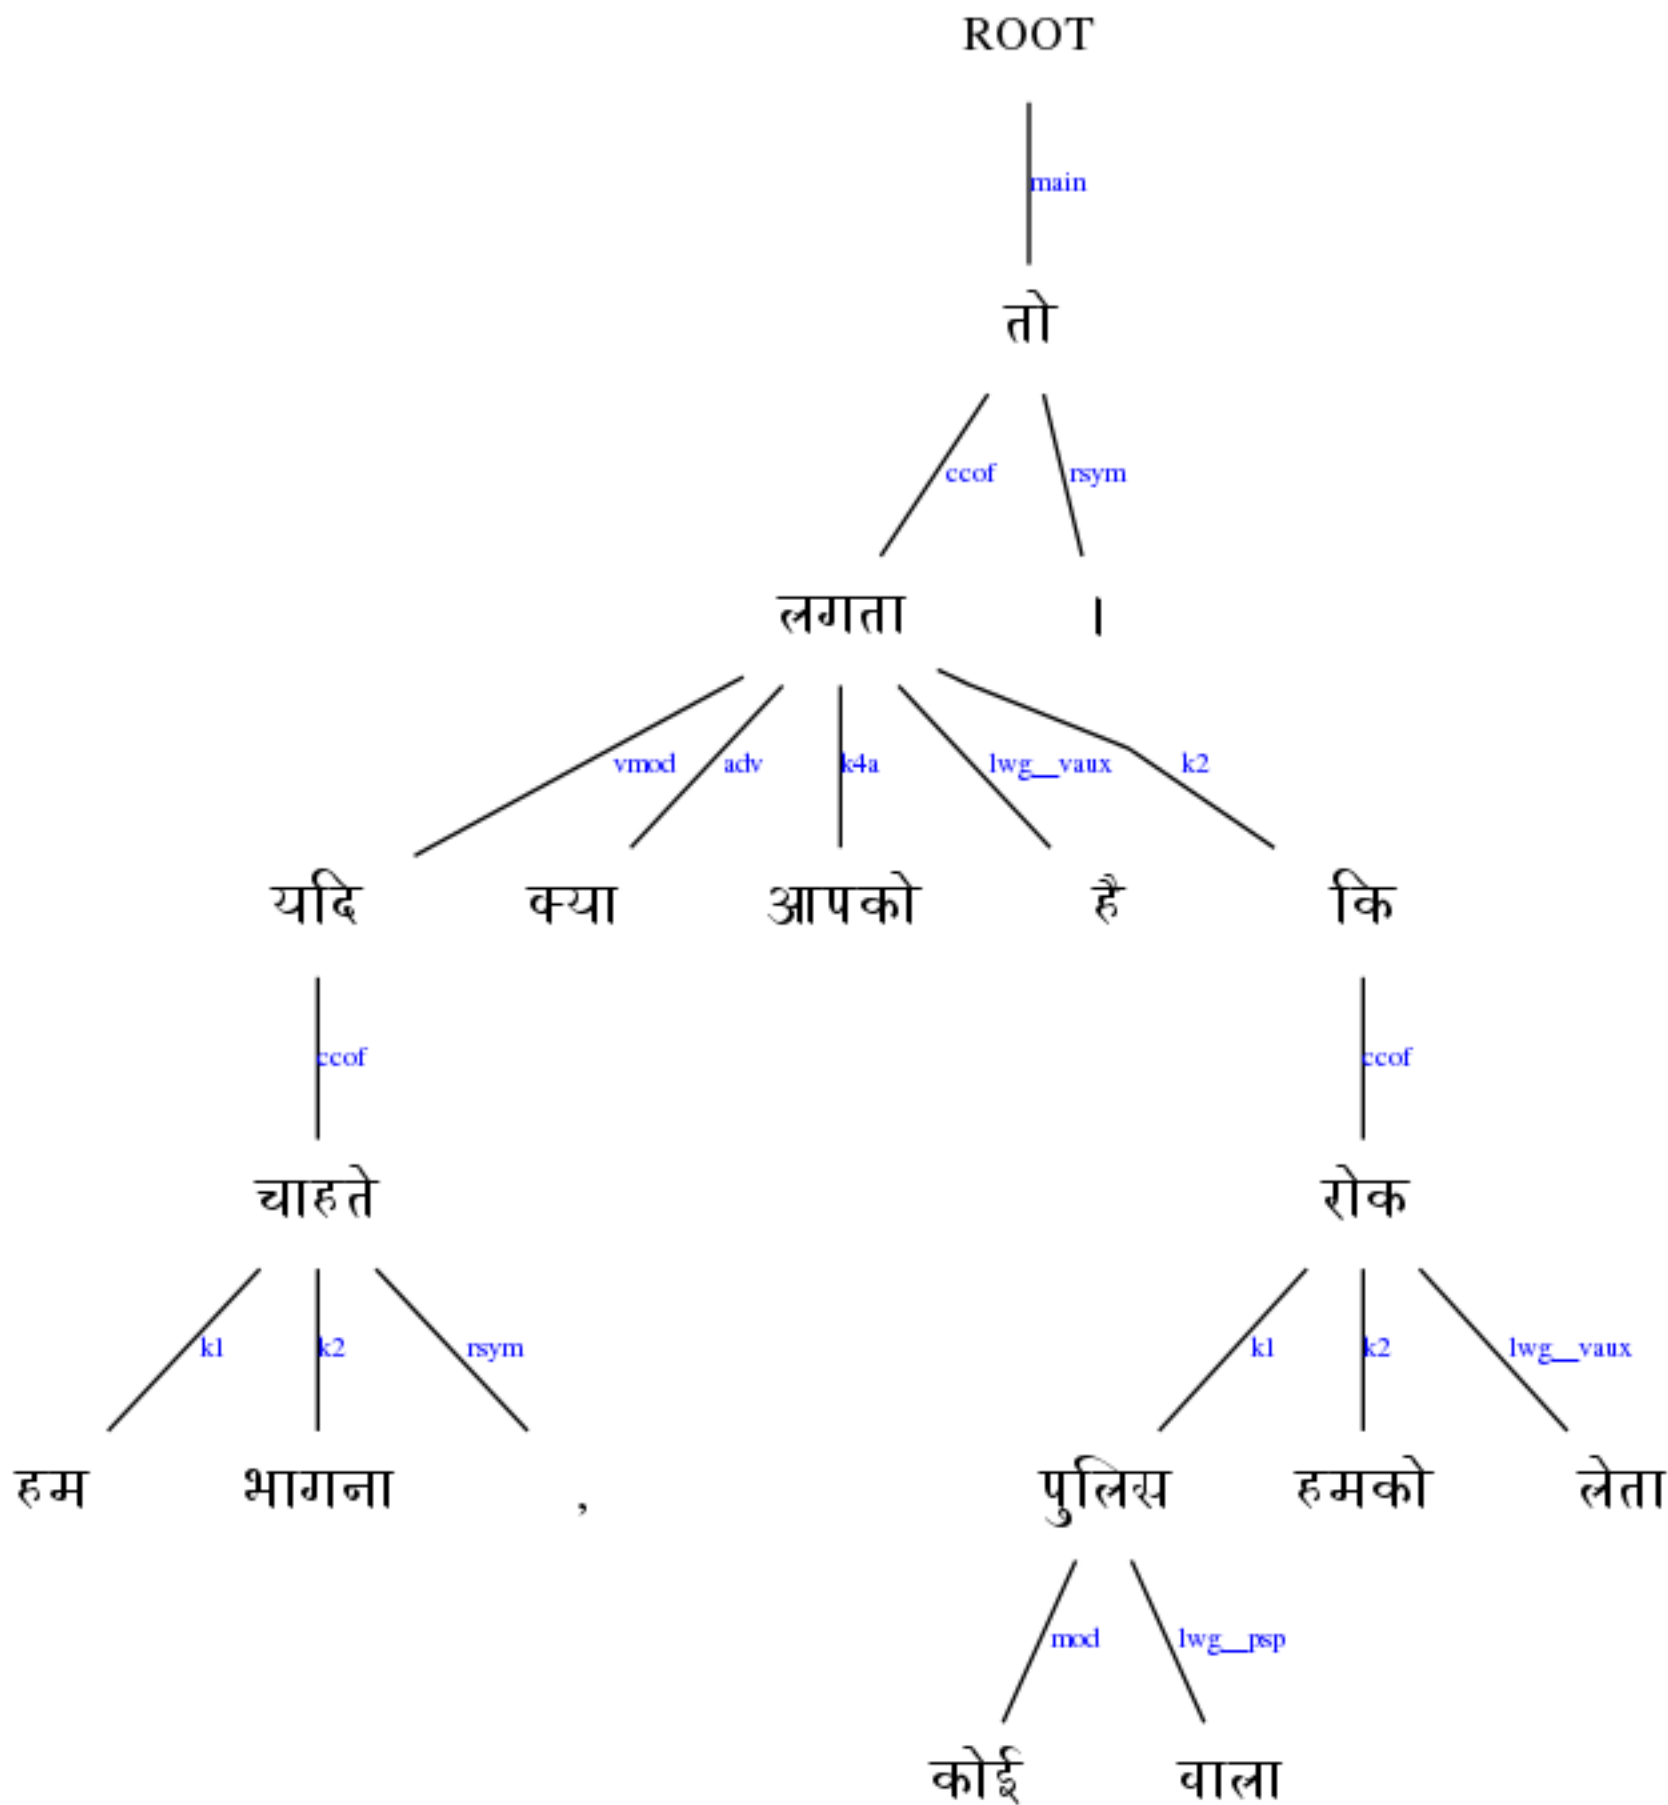 ROOT
main
तो
ccof rsym
लगता ।
vmod adv k4a lwg__vaux k2
यदि क्या आपको है कि
ccof ccof
चाहते रोक
k1 k2 rsym k1 k2 lwg__vaux
हम भागना , पुलिस हमको लेता
mod lwg__psp
कोई वाला